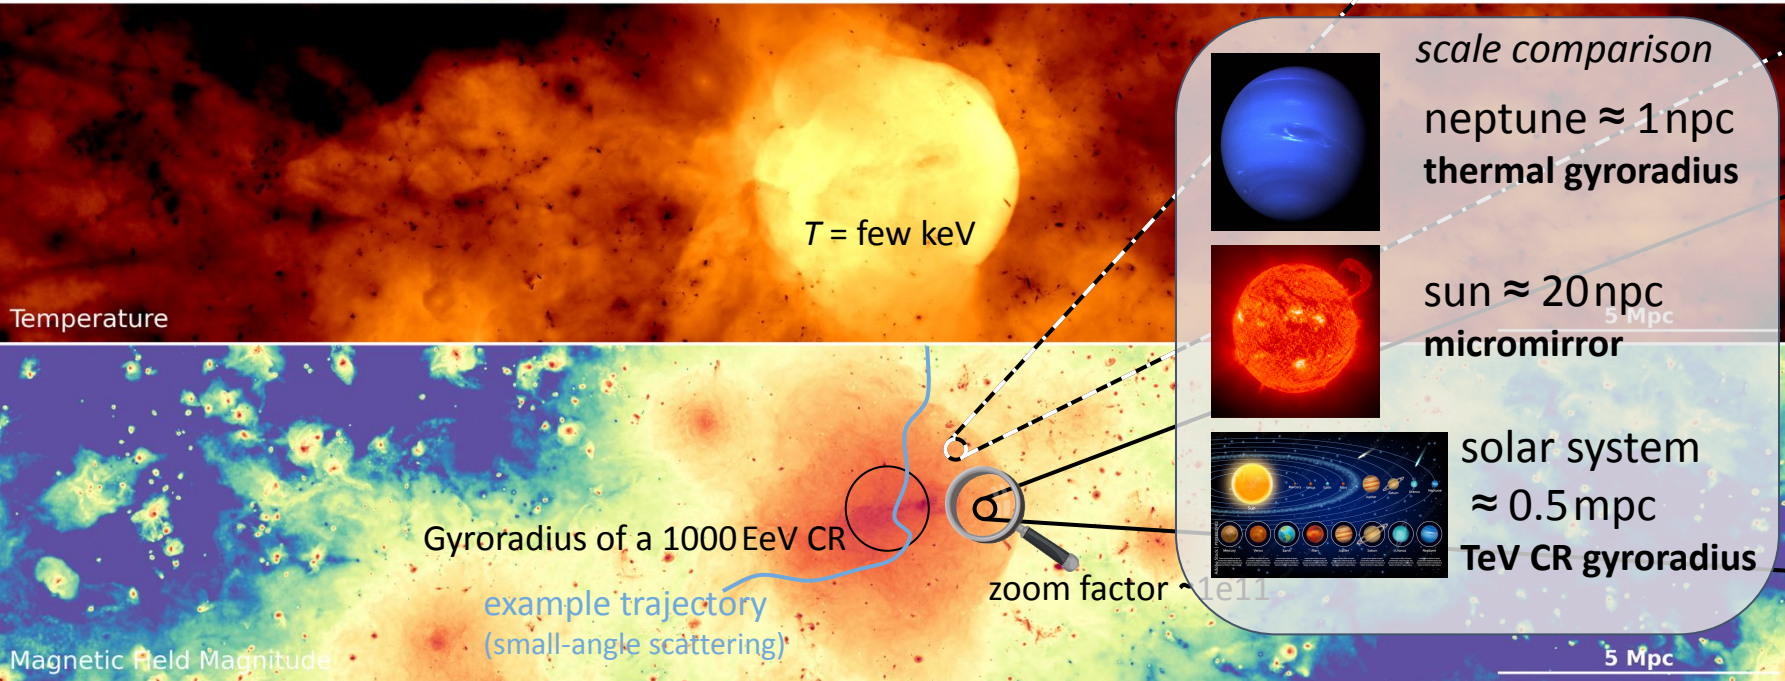 scale comparison
neptune ≈ 1 npc
thermal gyroradius
T = few keV
sun ≈ 20 npc
micromirror
Temperature
5 Mpc
solar system
≈ 0.5 mpc
TeV CR gyroradius
Gyroradius of a 1000 EeV CR
zoom factor ~1e11
example trajectory
(small-angle scattering)
Magnetic Field Magnitude
5 Mpc